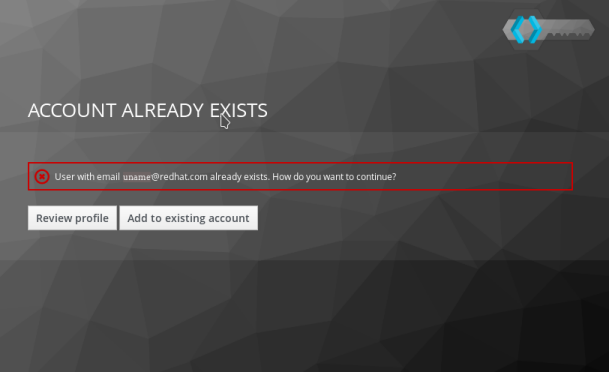 ACCOUNT ALREADY EXISTS
User with email uname@redhat.com already exists. How do you want to continue?
Review profile Add to existing account